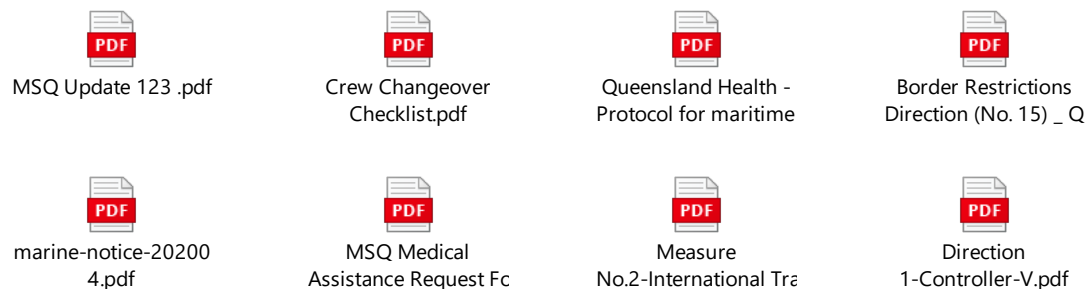 PDF
PDF
PDF
PDF
MSQ Update 123 .pdf
Crew Changeover
Checklist.pdf
Queensland Health -
Protocol for maritime
Border Restrictions
Direction (No. 15) _ Q
PDF
PDF
PDF
PDF
marine-notice-20200
4.pdf
MSQ Medical
Assistance Request Fo
Measure
No.2-International Tra
Direction
1-Controller-V.pdf